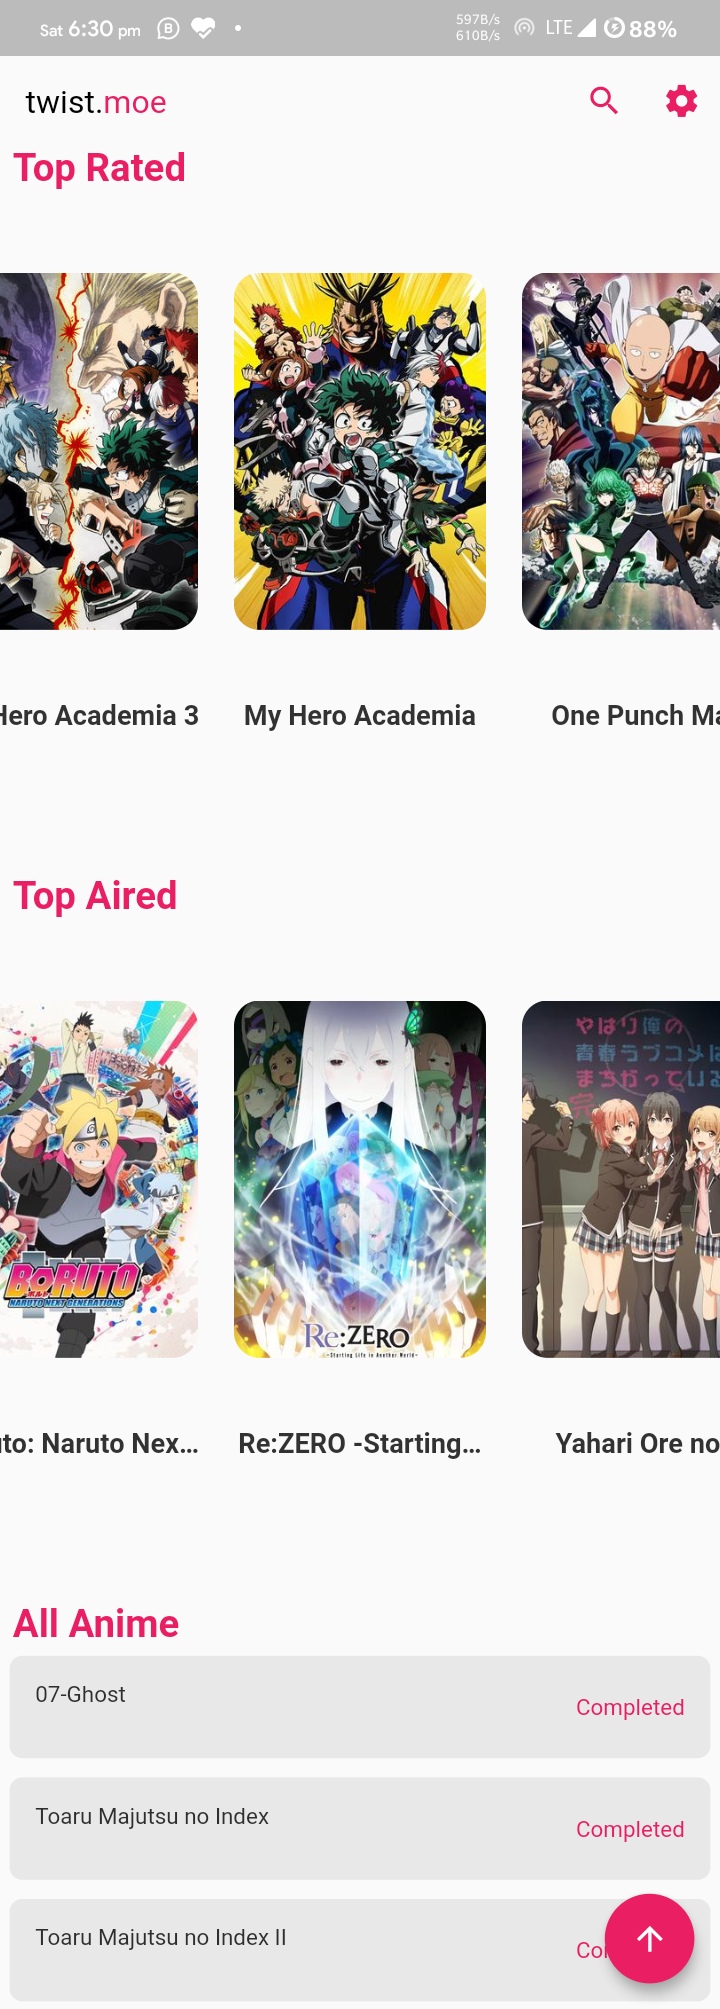 Sat 6:30 pm
B
597B/s
610B/s
LTE
88%
twist.moe
Top Rated
Hero Academia 3
My Hero Academia
One Punch Ma
Top Aired
BORUTO
NARUTO NEXT GENERATIONS
Re:ZERO
-Starting Life in Another World-
やはり俺の
青春ラブコメは
まちがっている
完
uto: Naruto Nex...
Re:ZERO -Starting...
Yahari Ore no
All Anime
07-Ghost
Completed
Toaru Majutsu no Index
Completed
Toaru Majutsu no Index II
Co